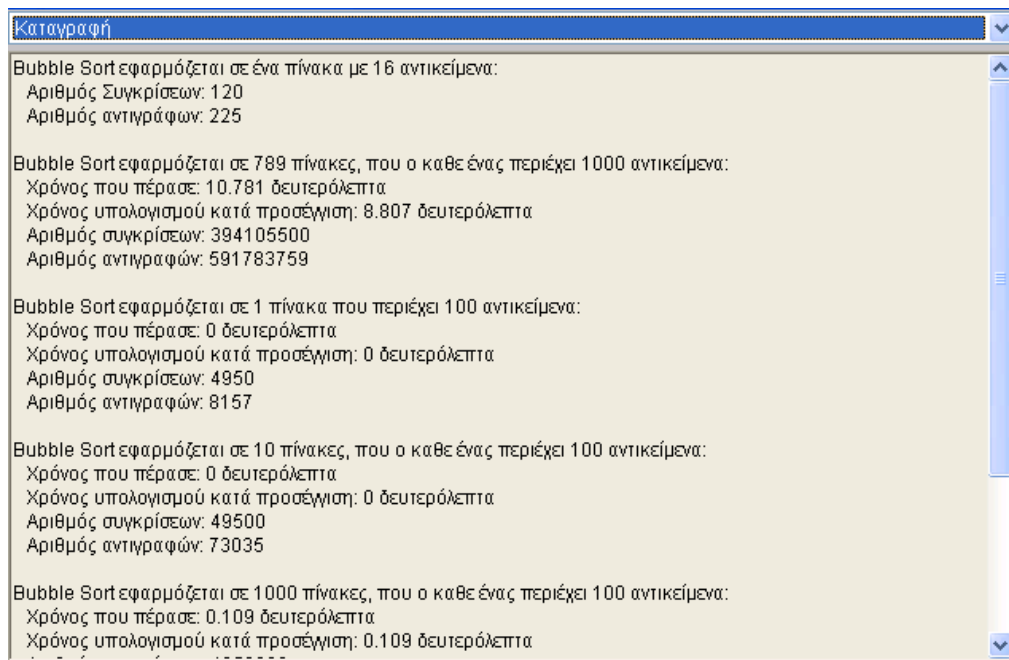 Καταγραφή
Bubble Sort εφαρμόζεται σε ένα πίνακα με 16 αντικείμενα:
Αριθμός Συγκρίσεων: 120
Αριθμός αντιγράφων: 225
Bubble Sort εφαρμόζεται σε 789 πίνακες, που ο καθε ένας περιέχει 1000 αντικείμενα:
Χρόνος που πέρασε: 10.781 δευτερόλεπτα
Χρόνος υπολογισμού κατά προσέγγιση: 8.807 δευτερόλεπτα
Αριθμός συγκρίσεων: 394105500
Αριθμός αντιγραφών: 591783759
Bubble Sort εφαρμόζεται σε 1 πίνακα που περιέχει 100 αντικείμενα:
Χρόνος που πέρασε: 0 δευτερόλεπτα
Χρόνος υπολογισμού κατά προσέγγιση: 0 δευτερόλεπτα
Αριθμός συγκρίσεων: 4950
Αριθμός αντιγραφών: 8157
Bubble Sort εφαρμόζεται σε 10 πίνακες, που ο καθε ένας περιέχει 100 αντικείμενα:
Χρόνος που πέρασε: 0 δευτερόλεπτα
Χρόνος υπολογισμού κατά προσέγγιση: 0 δευτερόλεπτα
Αριθμός συγκρίσεων: 49500
Αριθμός αντιγραφών: 73035
Bubble Sort εφαρμόζεται σε 1000 πίνακες, που ο καθε ένας περιέχει 100 αντικείμενα:
Χρόνος που πέρασε: 0.109 δευτερόλεπτα
Χρόνος υπολογισμού κατά προσέγγιση: 0.109 δευτερόλεπτα